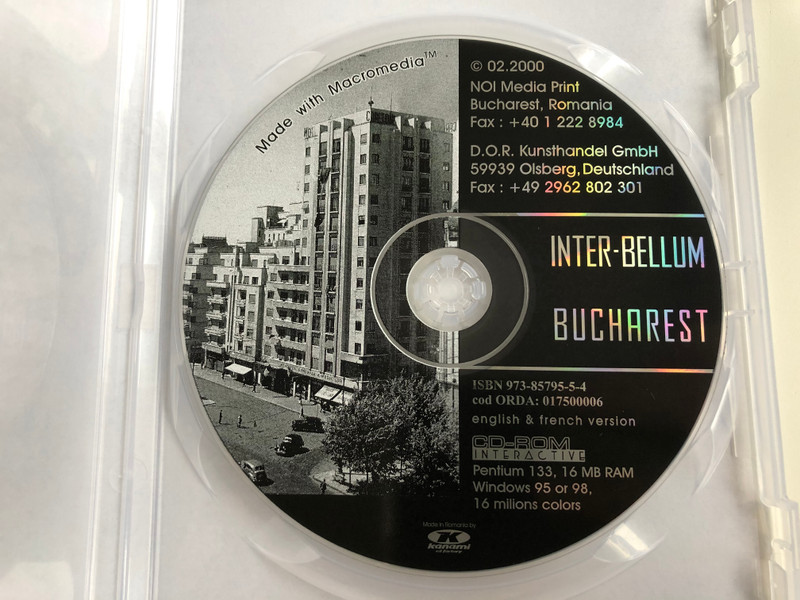 Made with Macromedia™
© 02.2000
NOI Media Print
Bucharest, Romania
Fax : +40 1 222 8984
D.O.R. Kunsthandel GmbH
59939 Olsberg, Deutschland
Fax : +49 2962 802 301
INTER-BELLUM
BUCHAREST
ISBN 973-85795-5-4
cod ORDA: 017500006
english & french version
CD-ROM
INTERACTIVE
Pentium 133, 16 MB RAM
Windows 95 or 98,
16 milions colors
Made in Romania by
K
kanami